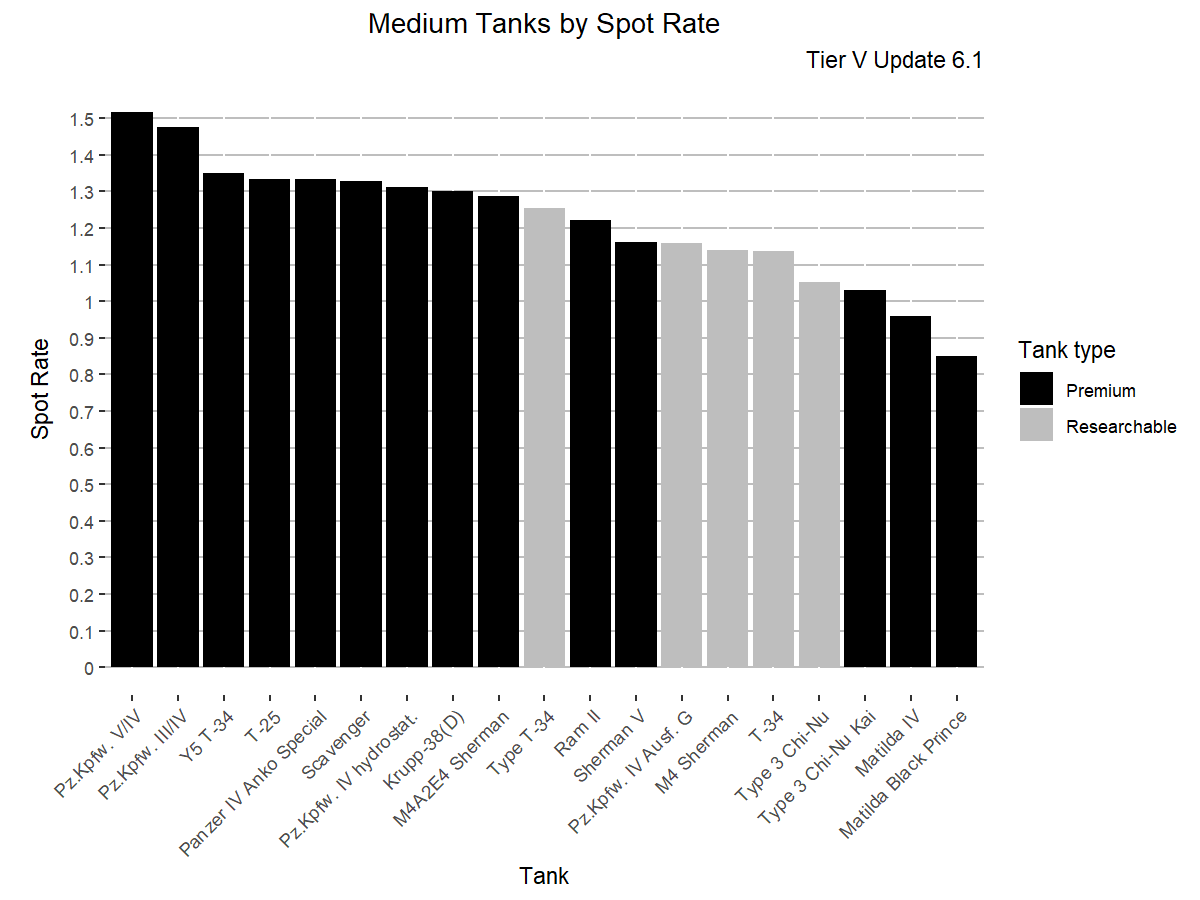 Medium Tanks by Spot Rate
Tier V Update 6.1
1.5
1.4
1.3
1.2
1.1
1
0.9
0.8
0.7
0.6
0.5
0.4
0.3
0.2
0.1
0
Spot Rate
Pz.Kpfw. V/IV
Pz.Kpfw. III/IV
Y5 T-34
T-25
Panzer IV Anko Special
Scavenger
Pz.Kpfw. IV hydrostat.
Krupp-38(D)
M4A2E4 Sherman
Type T-34
Ram II
Sherman V
Pz.Kpfw. IV Ausf. G
M4 Sherman
T-34
Type 3 Chi-Nu
Type 3 Chi-Nu Kai
Matilda IV
Matilda Black Prince
Tank
Tank type
Premium
Researchable